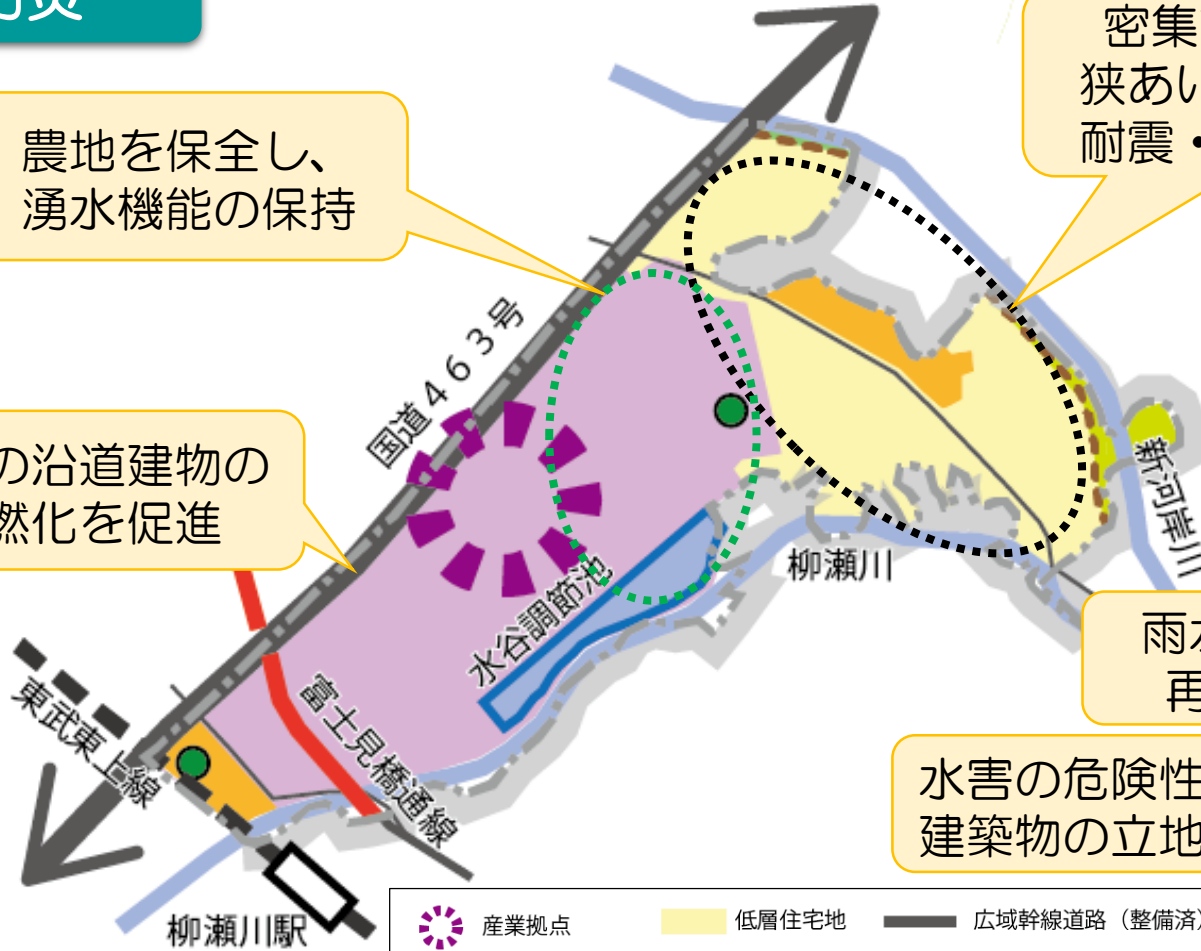 防災
密集
狭あい
耐震・
農地を保全し、
湧水機能の保持
国道４６３号
の沿道建物の
燃化を促進
新河岸川
柳瀬川
水谷調節池
雨水
再
富士見橋通線
東武東上線
水害の危険性
建築物の立地
柳瀬川駅
産業拠点
低層住宅地
広域幹線道路（整備済）